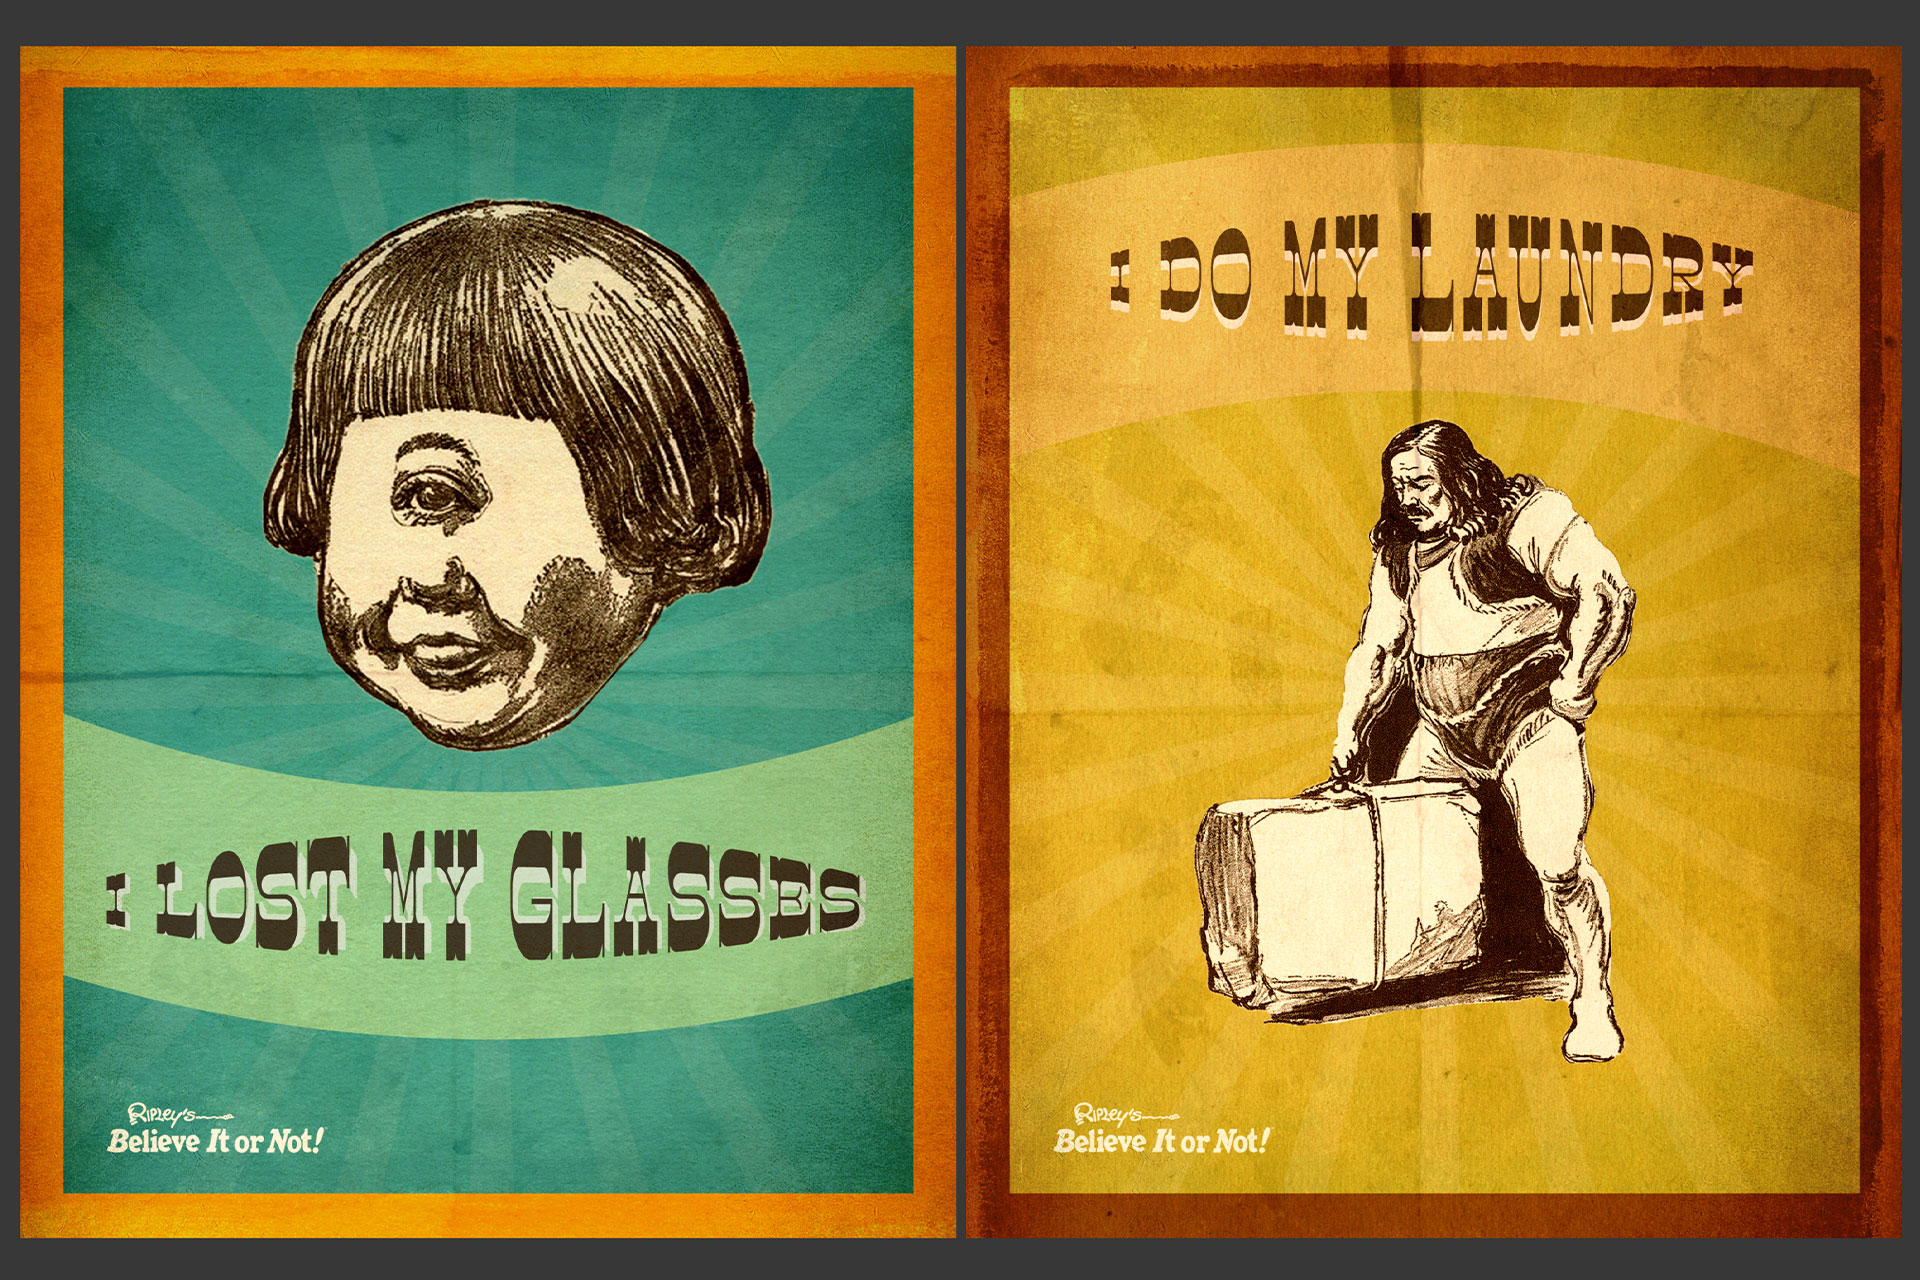 I LOST MY GLASSES
Ripley's
Believe It or Not!
I DO MY LAUNDRY
Ripley's
Believe It or Not!